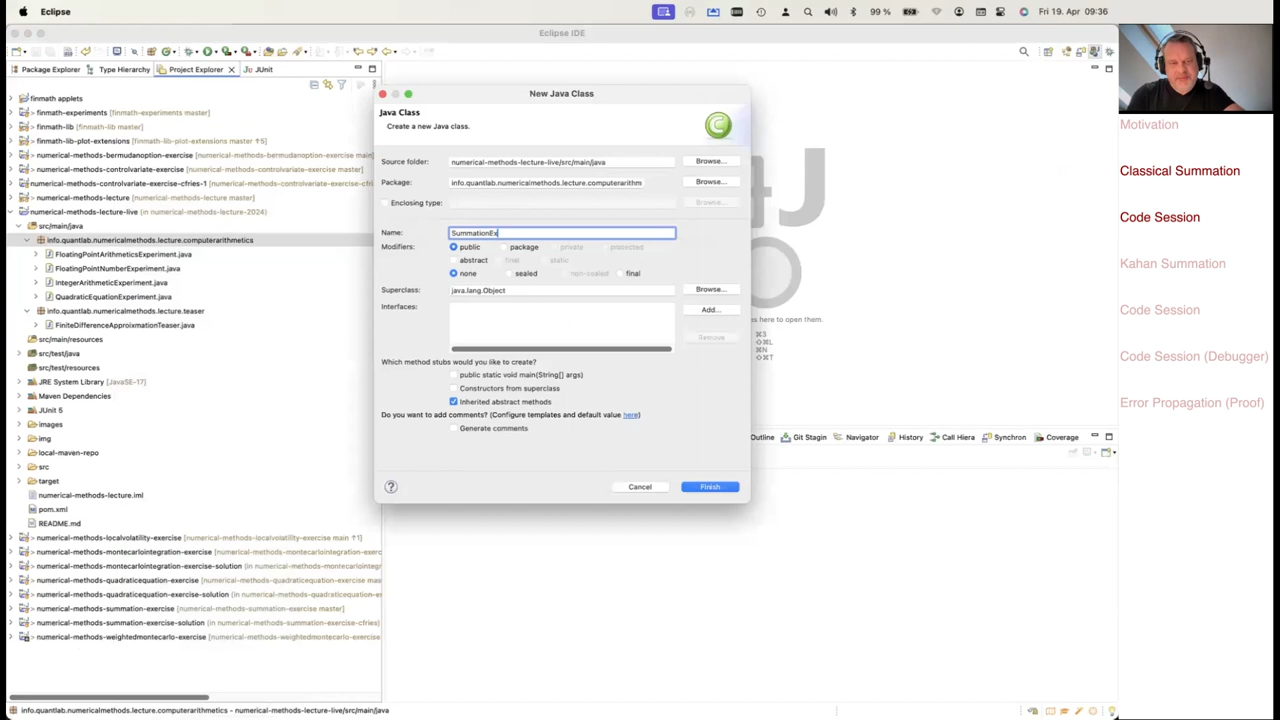 Eclipse
99 %
Fri 19. Apr 09:36
Eclipse IDE
Package Explorer
Type Hierarchy
Project Explorer
JUnit
finmath applets
> finmath-experiments [finmath-experiments master]
> finmath-lib [finmath-lib master]
> finmath-lib-plot-extensions [finmath-lib-plot-extensions master ↑5]
> numerical-methods-bermudanoption-exercise [numerical-methods-bermudanoption-exercise main]
> numerical-methods-controlvariate-exercise [numerical-methods-controlvariate-exercise master]
numerical-methods-controlvariate-exercise-cfries-1 [numerical-methods-controlvariate-exercise-cfri
> numerical-methods-lecture [numerical-methods-lecture master]
numerical-methods-lecture-live (in numerical-methods-lecture-2024)
src/main/java
info.quantlab.numericalmethods.lecture.computerarithmetics
FloatingPointArithmeticsExperiment.java
FloatingPointNumberExperiment.java
IntegerArithmeticExperiment.java
QuadraticEquationExperiment.java
info.quantlab.numericalmethods.lecture.teaser
FiniteDifferenceApproixmationTeaser.java
src/main/resources
src/test/java
src/test/resources
JRE System Library [JavaSE-17]
Maven Dependencies
JUnit 5
images
img
local-maven-repo
src
target
numerical-methods-lecture.iml
pom.xml
README.md
> numerical-methods-localvolatility-exercise [numerical-methods-localvolatility-exercise main ↑1]
> numerical-methods-montecarlointegration-exercise [numerical-methods-montecarlointegration-exerc
> numerical-methods-montecarlointegration-exercise-solution (in numerical-methods-montecarlointeg
> numerical-methods-quadraticequation-exercise [numerical-methods-quadraticequation-exercise mas
> numerical-methods-quadraticequation-exercise-solution (in numerical-methods-quadraticequation-e
> numerical-methods-summation-exercise [numerical-methods-summation-exercise master]
> numerical-methods-summation-exercise-solution (in numerical-methods-summation-exercise-cfries)
> numerical-methods-weightedmontecarlo-exercise [numerical-methods-weightedmontecarlo-exercise
info.quantlab.numericalmethods.lecture.computerarithmetics - numerical-methods-lecture-live/src/main/java
New Java Class
Java Class
Create a new Java class.
Source folder: numerical-methods-lecture-live/src/main/java Browse...
Package: info.quantlab.numericalmethods.lecture.computerarithm Browse...
Enclosing type: Browse...
Name: SummationEx
Modifiers: public package private protected
abstract final static
none sealed non-sealed final
Superclass: java.lang.Object Browse...
Interfaces: Add...
Remove
Which method stubs would you like to create?
public static void main(String[] args)
Constructors from superclass
Inherited abstract methods
Do you want to add comments? (Configure templates and default value here)
Generate comments
Cancel
Finish
es here to open them.
⌘3
⇧⌘L
⌘N
⇧⌘T
Outline
Git Stagin
Navigator
History
Call Hiera
Synchron
Coverage
Motivation
Classical Summation
Code Session
Kahan Summation
Code Session
Code Session (Debugger)
Error Propagation (Proof)